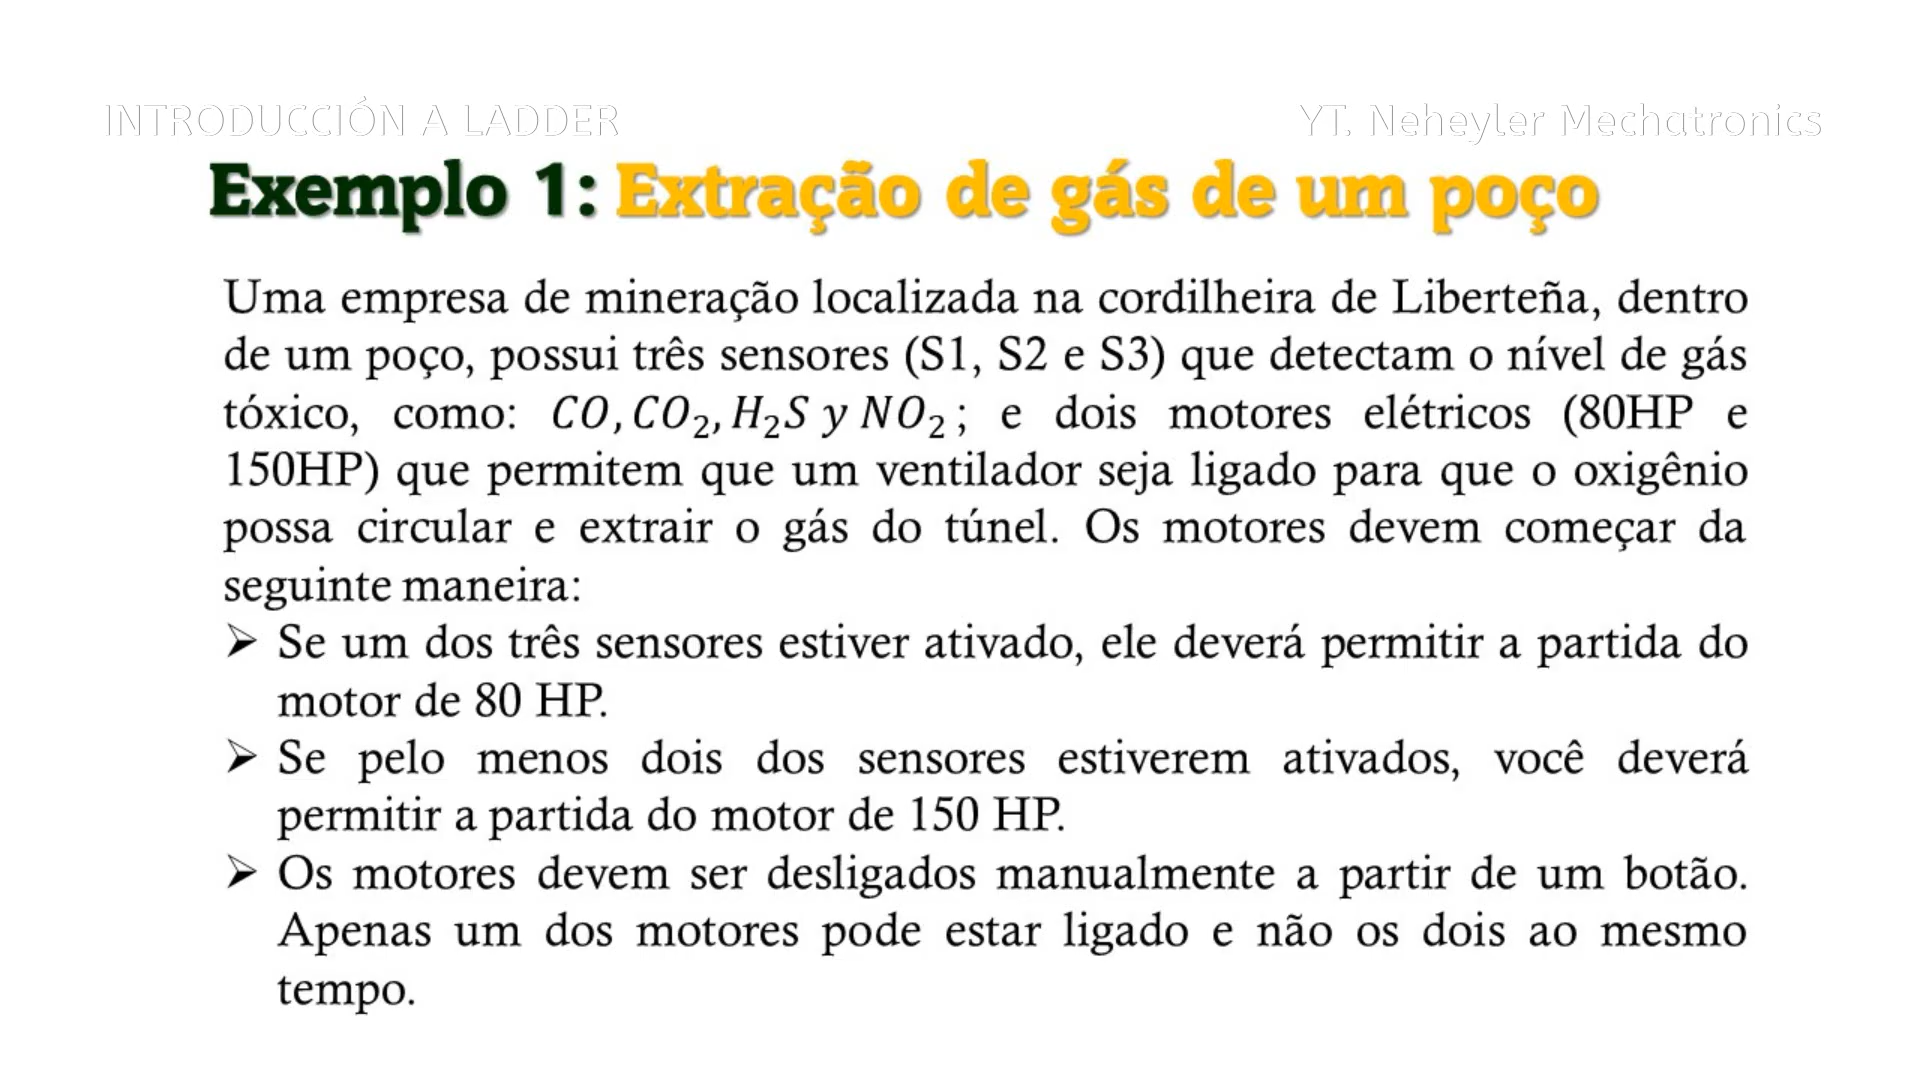 INTRODUCCIÓN A LADDER
YT. Neheyler Mechatronics
Exemplo 1: Extração de gás de um poço
Uma empresa de mineração localizada na cordilheira de Liberteña, dentro
de um poço, possui três sensores (S1, S2 e S3) que detectam o nível de gás
tóxico, como: CO, CO₂, H₂S y NO₂; e dois motores elétricos (80HP e
150HP) que permitem que um ventilador seja ligado para que o oxigênio
possa circular e extrair o gás do túnel. Os motores devem começar da
seguinte maneira:
➢ Se um dos três sensores estiver ativado, ele deverá permitir a partida do
motor de 80 HP.
➢ Se pelo menos dois dos sensores estiverem ativados, você deverá
permitir a partida do motor de 150 HP.
➢ Os motores devem ser desligados manualmente a partir de um botão.
Apenas um dos motores pode estar ligado e não os dois ao mesmo
tempo.